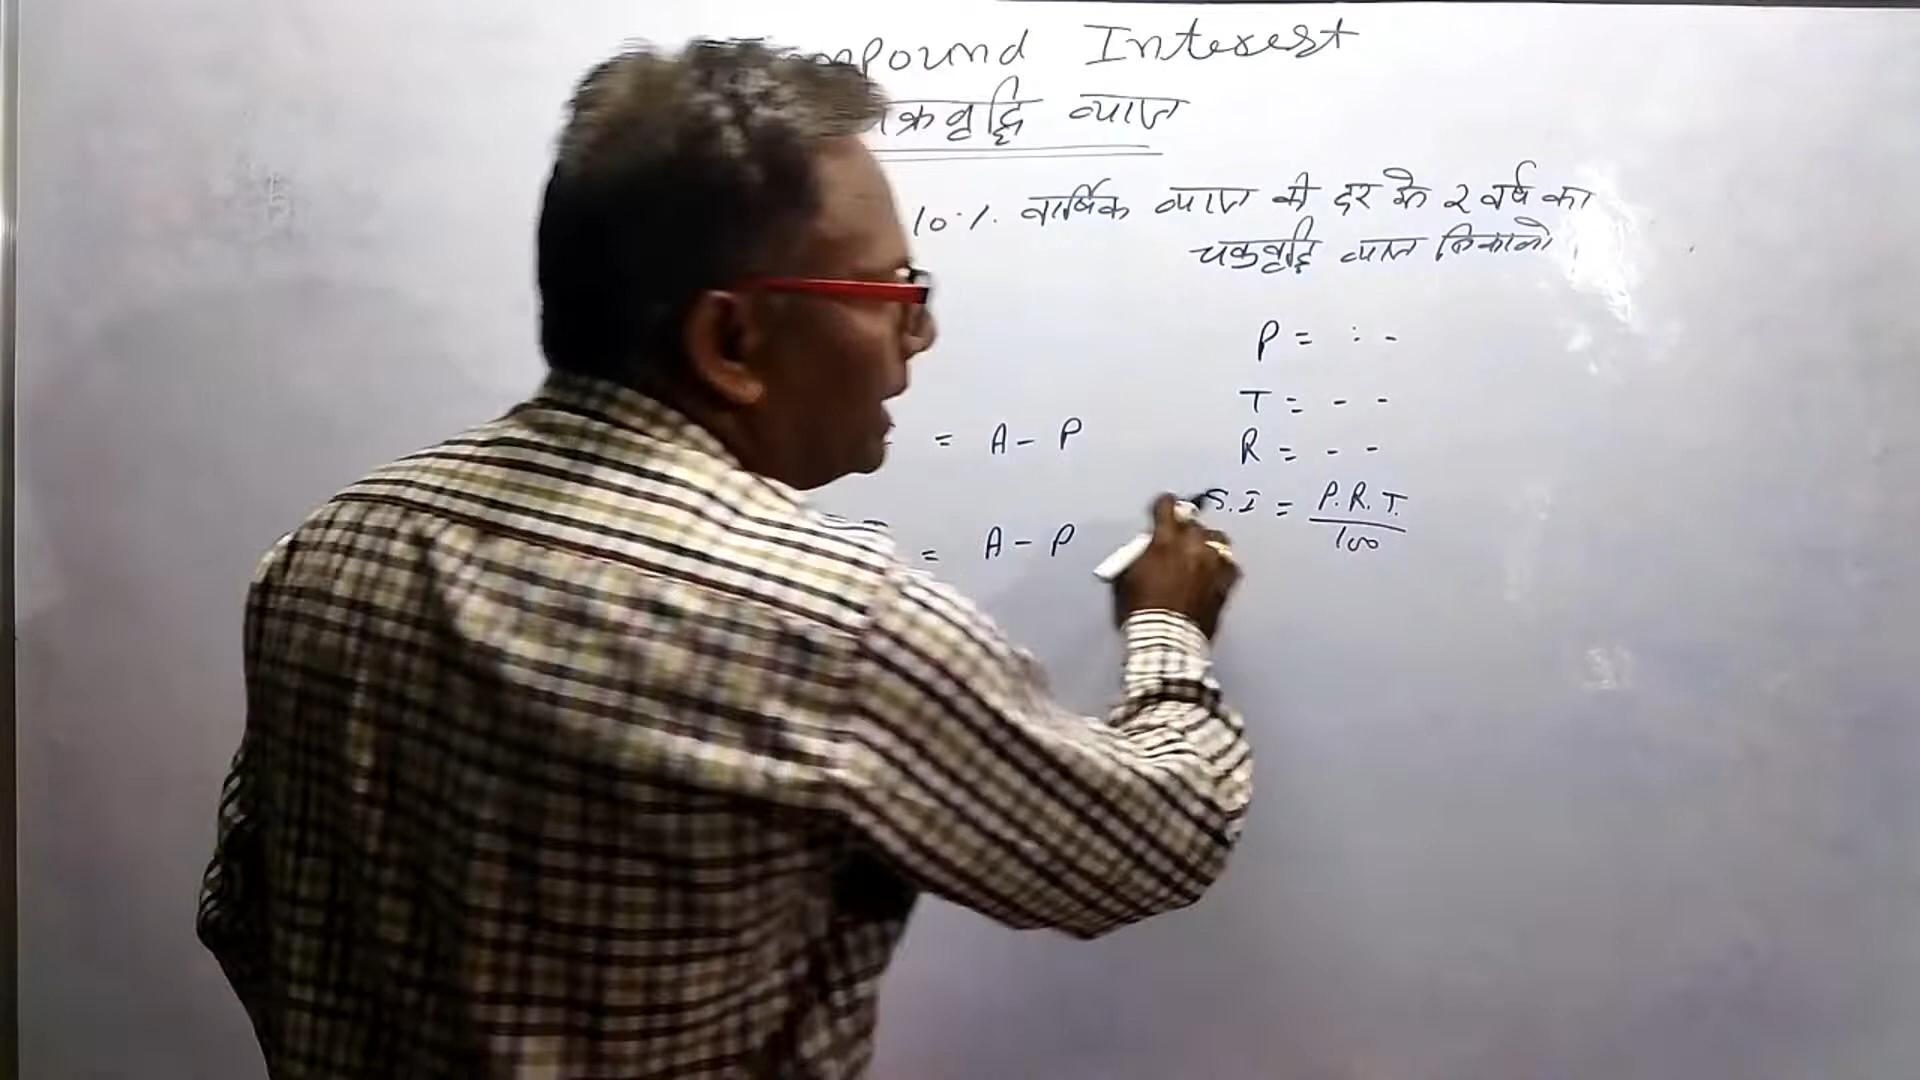 Compound Interest
चक्रवृद्धि ब्याज
10% वार्षिक ब्याज की दर से 2 वर्ष का
चक्रवृद्धि ब्याज निकालो
P = : -
T = - -
= A - P
R = - -
S.I = P.R.T. / 100
= A - P